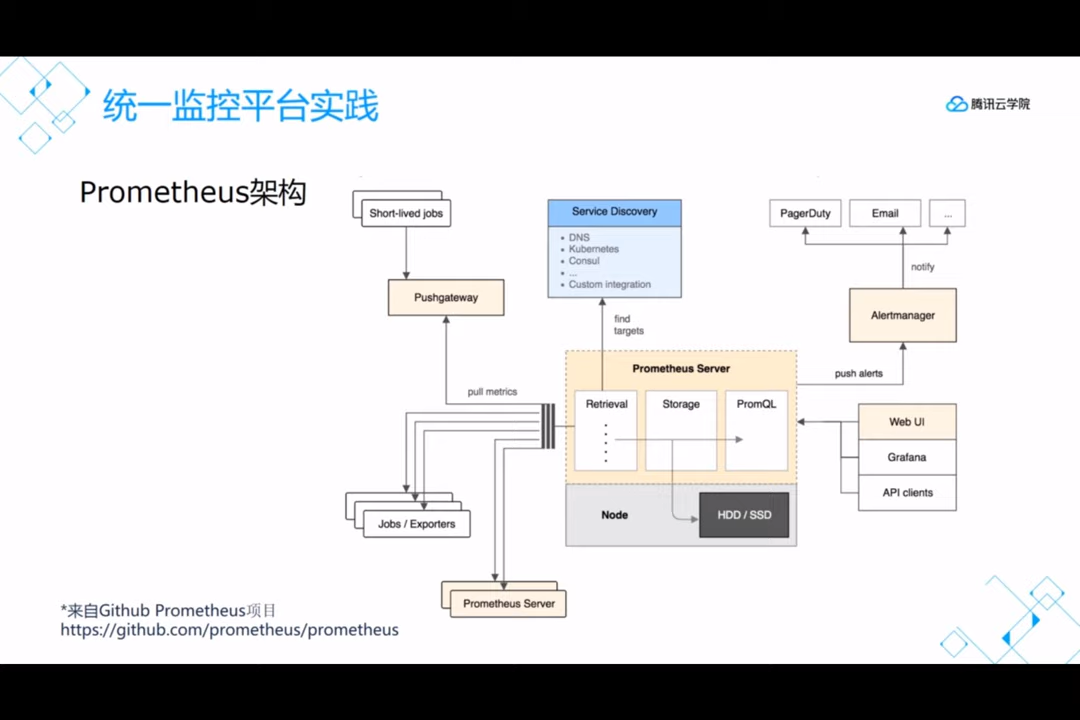 统一监控平台实践
腾讯云学院
Prometheus架构
Short-lived jobs
Pushgateway
Service Discovery
• DNS
• Kubernetes
• Consul
• ...
• Custom integration
find
targets
PagerDuty
Email
...
notify
Alertmanager
push alerts
pull metrics
Prometheus Server
Retrieval
Storage
PromQL
Node
HDD / SSD
Web UI
Grafana
API clients
Jobs / Exporters
Prometheus Server
*来自Github Prometheus项目
https://github.com/prometheus/prometheus